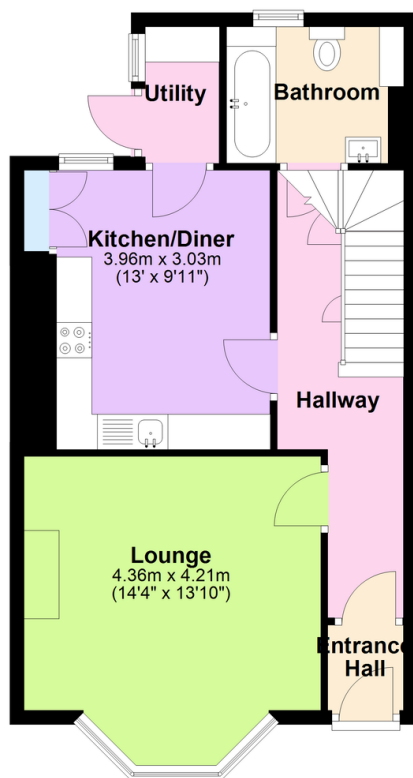 Utility
Bathroom
Kitchen/Diner
3.96m x 3.03m
(13' x 9'11")
Hallway
Lounge
4.36m x 4.21m
(14'4" x 13'10")
Entrance
Hall